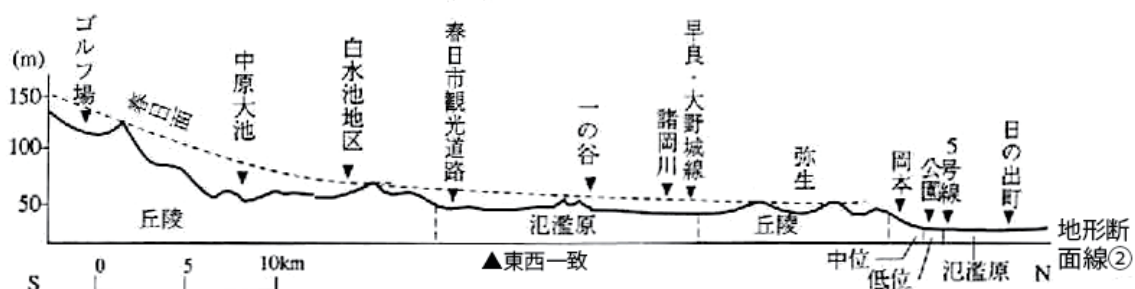 (m)
150
100
50
ゴルフ場
春日面
中原大池
白水池地区
春日市観光道路
一の谷
諸岡川
早良・大野城線
弥生
岡本
公園
5号線
日の出町
丘陵
氾濫原
丘陵
中位
低位
氾濫原
N
地形断
面線②
S
0
5
10km
▲東西一致